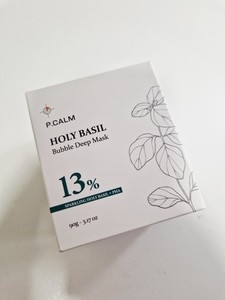 P.CALM
HOLY BASIL
Bubble Deep Mask
13%
SPARKLING HOLY BASIL + PHA
90g · 3.17 oz